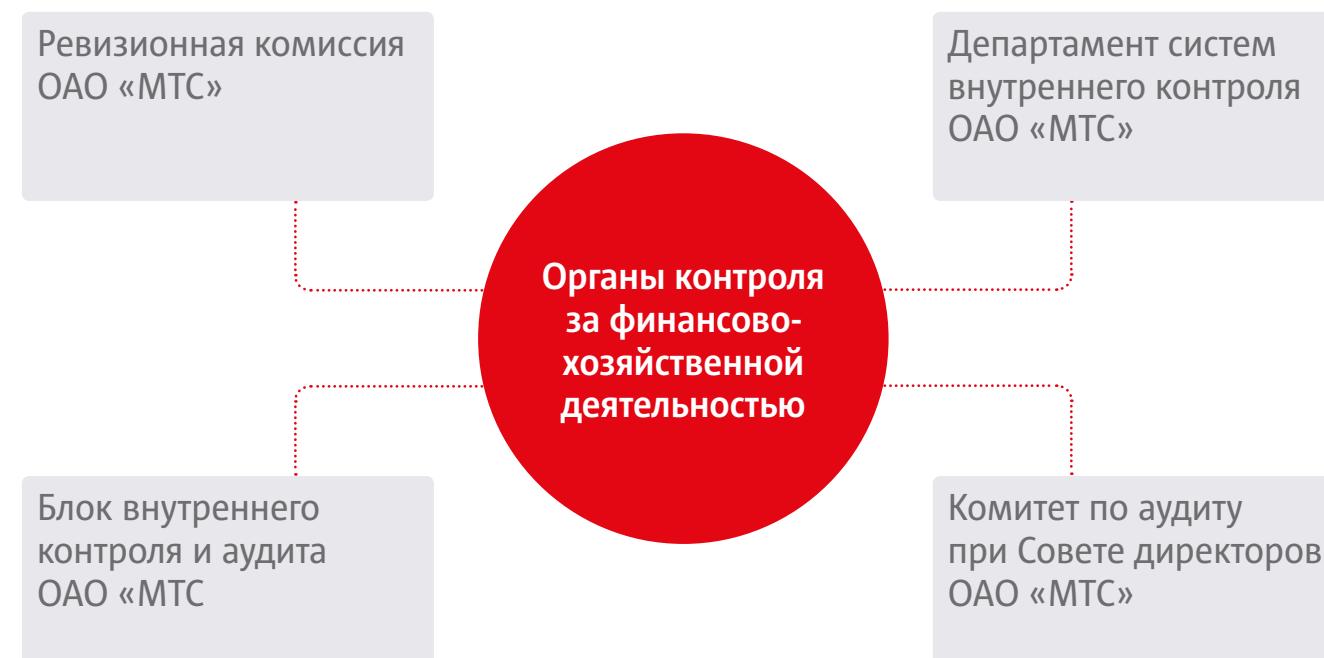 Ревизионная комиссия
ОАО «МТС»
Департамент систем
внутреннего контроля
ОАО «МТС»
Органы контроля
за финансово-
хозяйственной
деятельностью
Блок внутреннего
контроля и аудита
ОАО «МТС
Комитет по аудиту
при Совете директоров
ОАО «МТС»